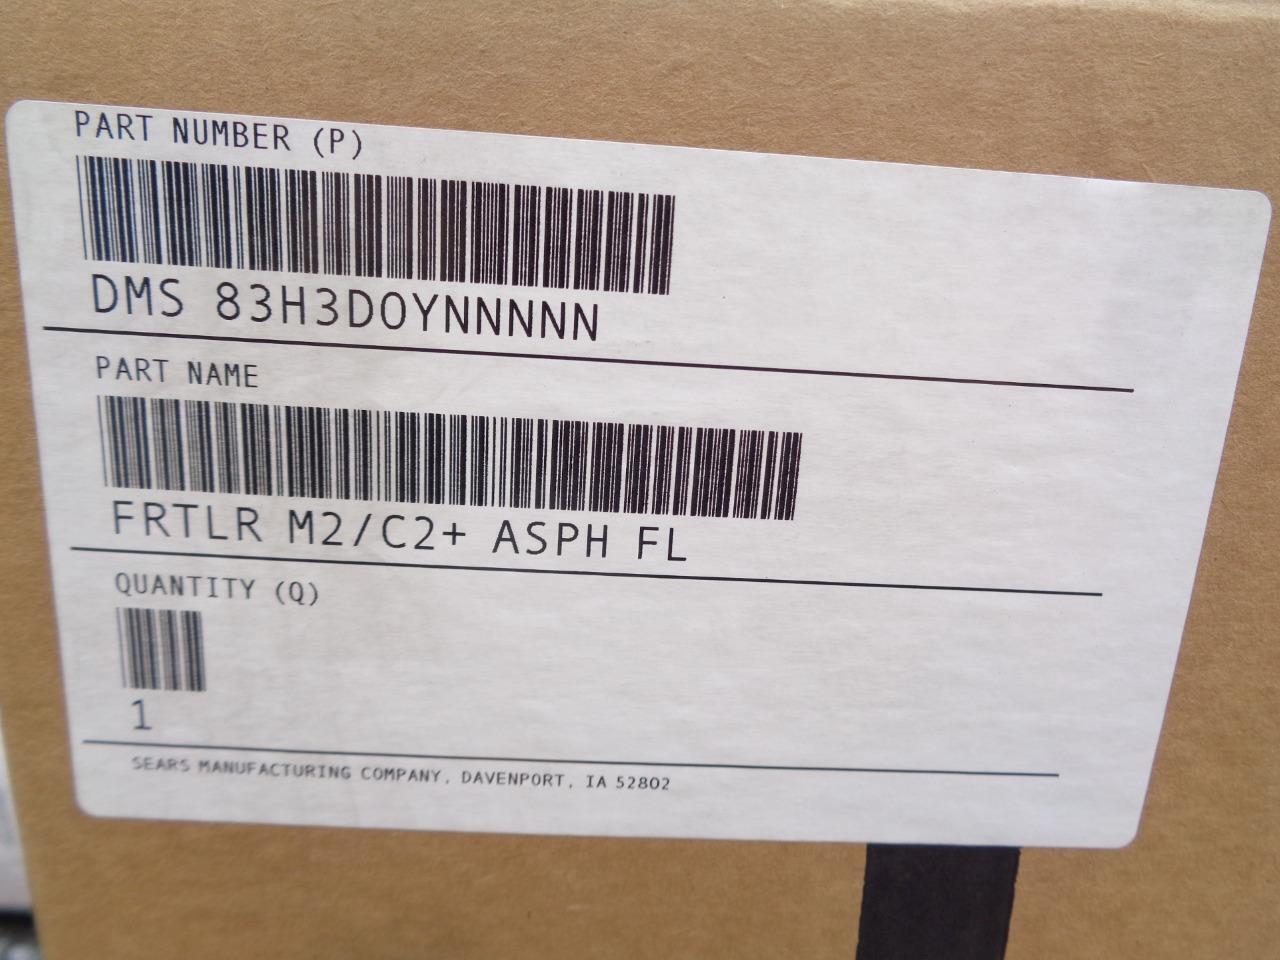 PART NUMBER (P)
DMS 83H3D0YNNNNN
PART NAME
FRTLR M2/C2+ ASPH FL
QUANTITY (Q)
1
SEARS MANUFACTURING COMPANY, DAVENPORT, IA 52802